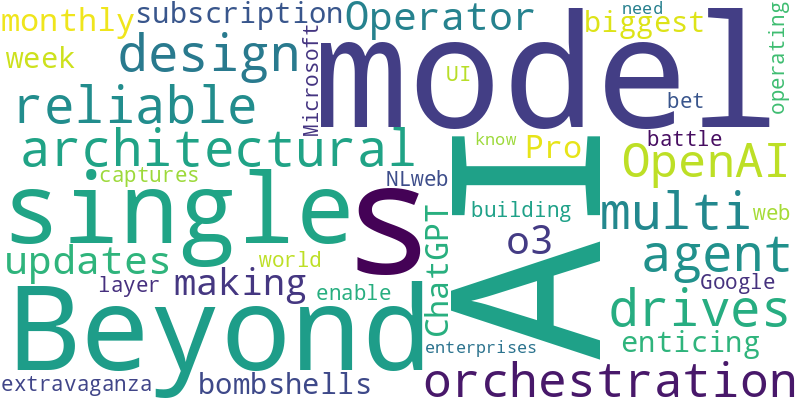 monthly
subscription
Operator
need
biggest
operating
week
design
Microsoft
model
UI
bet
reliable
architectural
know
Pro
battle
OpenAI
captures
single
s
NLweb
AI
building
multi
web
o3
agent
updates
world
ChatGPT
layer
making
enable
Google
drives
Beyond
enticing
enterprises
extravaganza
bombshells
orchestration